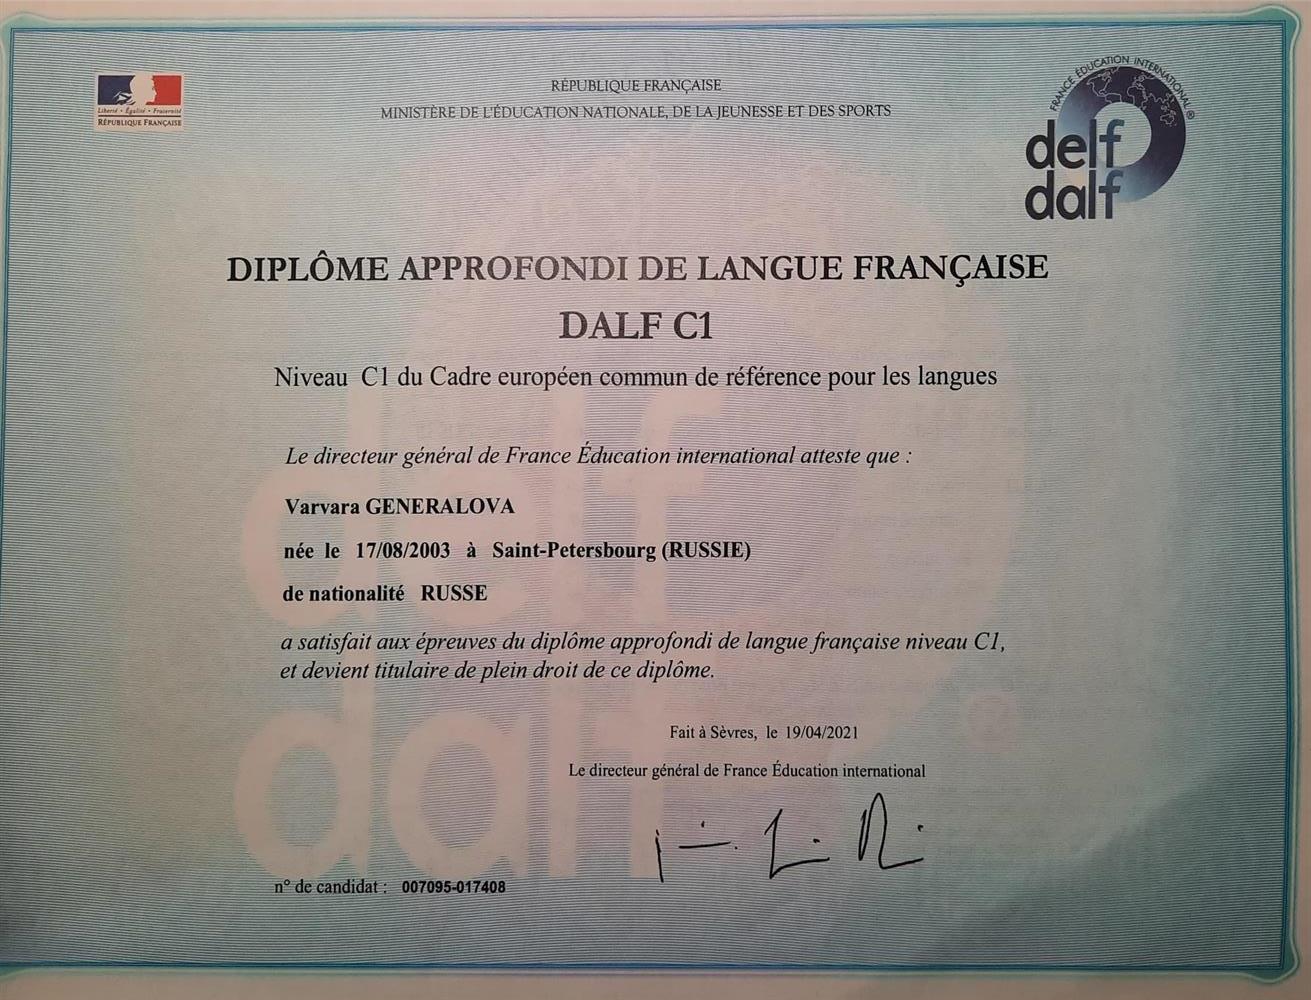 Liberté • Égalité • Fraternité
RÉPUBLIQUE FRANÇAISE
RÉPUBLIQUE FRANÇAISE
MINISTÈRE DE L'ÉDUCATION NATIONALE, DE LA JEUNESSE ET DES SPORTS
FRANCE ÉDUCATION INTERNATIONAL®
delf
dalf
DIPLÔME APPROFONDI DE LANGUE FRANÇAISE
DALF C1
Niveau C1 du Cadre européen commun de référence pour les langues
Le directeur général de France Éducation international atteste que :
Varvara GENERALOVA
née le 17/08/2003 à Saint-Petersbourg (RUSSIE)
de nationalité RUSSE
a satisfait aux épreuves du diplôme approfondi de langue française niveau C1,
et devient titulaire de plein droit de ce diplôme.
Fait à Sèvres, le 19/04/2021
Le directeur général de France Éducation international
n° de candidat : 007095-017408
delf
dalf